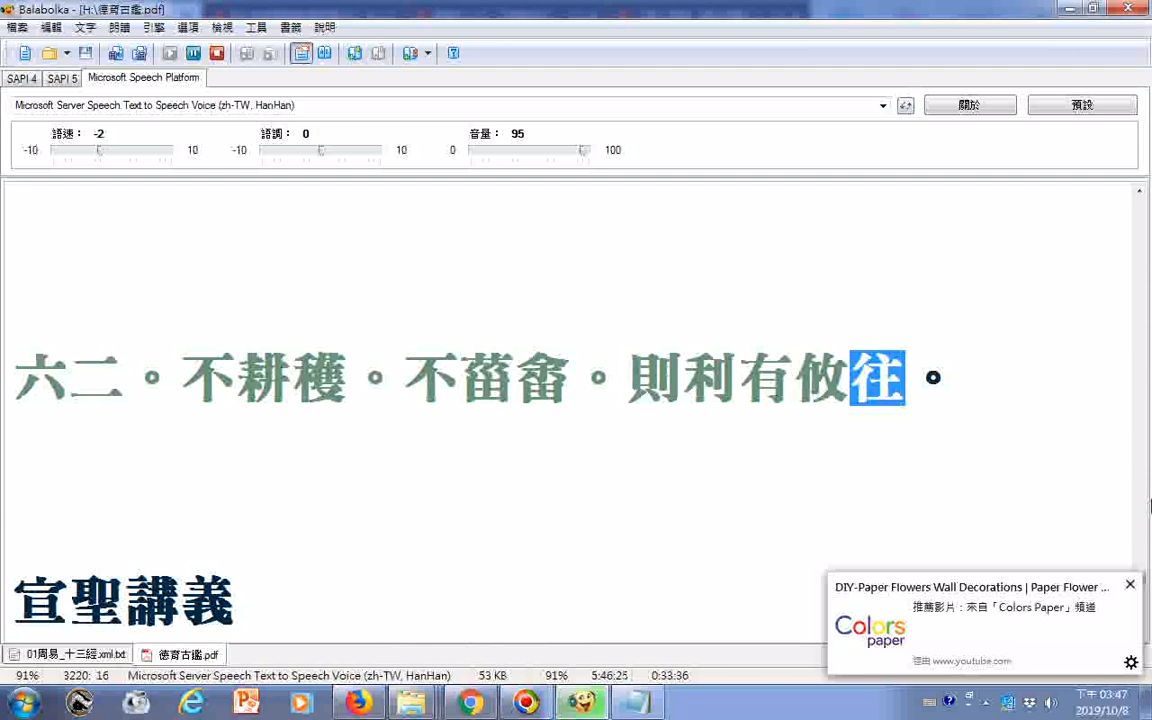 Balabolka - [H:\德育古鑑.pdf]
檔案 編輯 文字 朗讀 引擎 選項 檢視 工具 書籤 說明
SAPI 4 SAPI 5 Microsoft Speech Platform
Microsoft Server Speech Text to Speech Voice (zh-TW, HanHan) 關於 預設
語速： -2 語調： 0 音量： 95
-10 10 -10 10 0 100
六二。不耕穫。不菑畬。則利有攸往。
宣聖講義
DIY-Paper Flowers Wall Decorations | Paper Flower ...
推薦影片：來自「Colors Paper」頻道
Colors
paper
經由 www.youtube.com
01周易_十三經.xml.txt 德育古鑑.pdf
91% 3220: 16 Microsoft Server Speech Text to Speech Voice (zh-TW, HanHan) 53 KB 91% 5:46:25 0:33:36
下午 03:47
2019/10/8